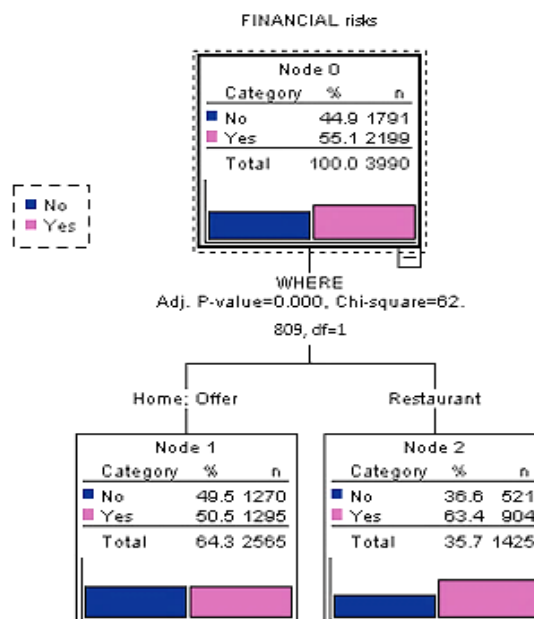 FINANCIAL risks
Node 0
Category % n
No 44.9 1791
Yes 55.1 2199
Total 100.0 3990
No
Yes
WHERE
Adj. P-value=0.000, Chi-square=62.
809, df=1
Home; Offer
Restaurant
Node 1
Category % n
No 49.5 1270
Yes 50.5 1295
Total 64.3 2565
Node 2
Category % n
No 36.6 521
Yes 63.4 904
Total 35.7 1425